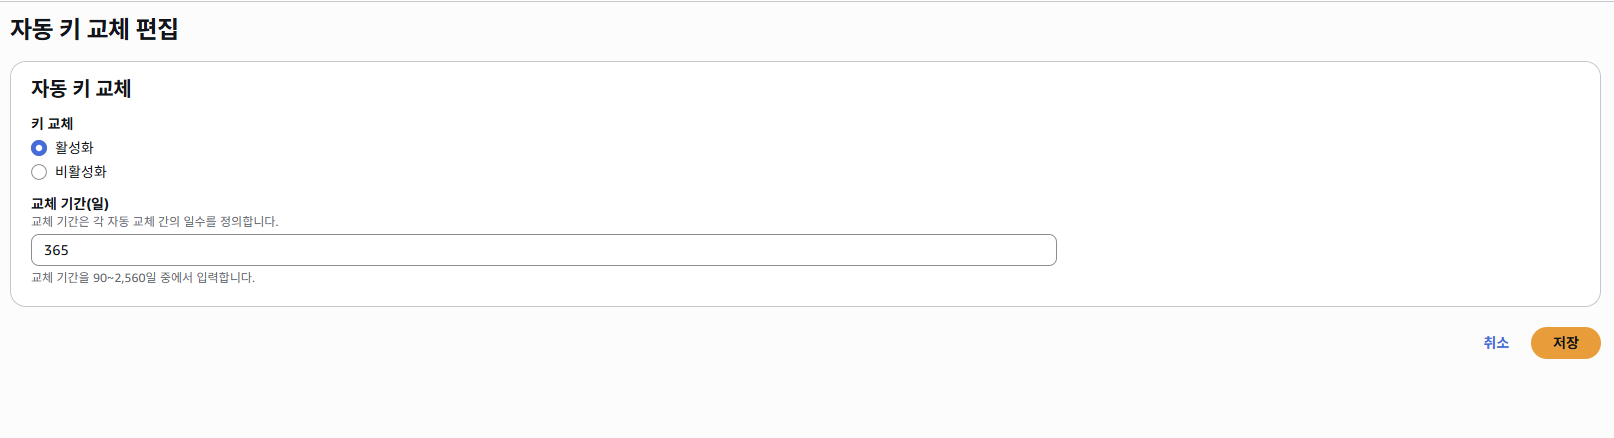 자동 키 교체 편집
자동 키 교체
키 교체
활성화
비활성화
교체 기간(일)
교체 기간은 각 자동 교체 간의 일수를 정의합니다.
365
교체 기간을 90~2,560일 중에서 입력합니다.
취소
저장